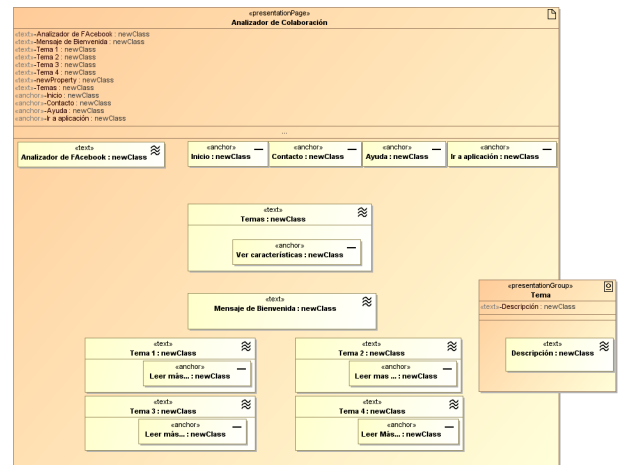 «presentationPage»
Analizador de Colaboración
«text»-Analizador de FAcebook : newClass
«text»-Mensaje de Bienvenida : newClass
«text»-Tema 1 : newClass
«text»-Tema 2 : newClass
«text»-Tema 3 : newClass
«text»-Tema 4 : newClass
«text»-newProperty : newClass
«text»-Temas : newClass
«anchor»-Inicio : newClass
«anchor»-Contacto : newClass
«anchor»-Ayuda : newClass
«anchor»-Ir a aplicación : newClass
...
«text»
Analizador de FAcebook : newClass
«anchor»
Inicio : newClass
«anchor»
Contacto : newClass
«anchor»
Ayuda : newClass
«anchor»
Ir a aplicación : newClass
«text»
Temas : newClass
«anchor»
Ver características : newClass
«presentationGroup»
Tema
«text»-Descripción : newClass
«text»
Descripción : newClass
«text»
Mensaje de Bienvenida : newClass
«text»
Tema 1 : newClass
«anchor»
Leer más... : newClass
«text»
Tema 2 : newClass
«anchor»
Leer mas ... : newClass
«text»
Tema 3 : newClass
«anchor»
Leer más... : newClass
«text»
Tema 4 : newClass
«anchor»
Leer Más... : newClass